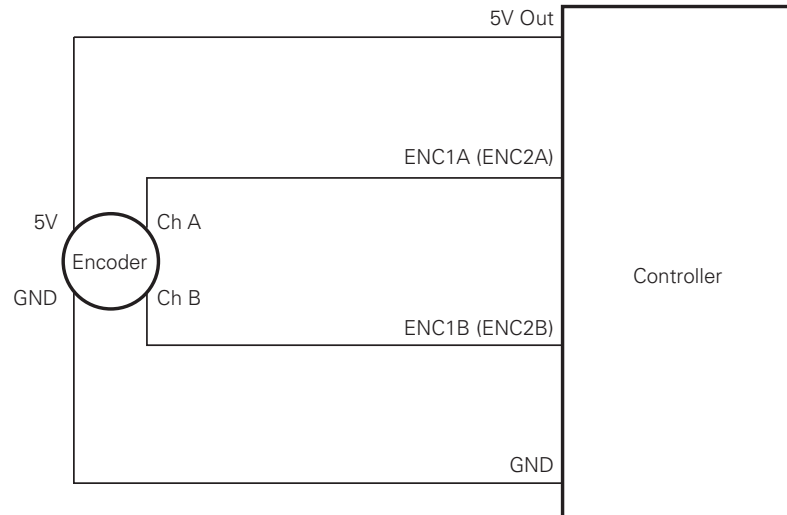 5V Out
ENC1A (ENC2A)
5V
Ch A
Encoder
GND
Ch B
Controller
ENC1B (ENC2B)
GND